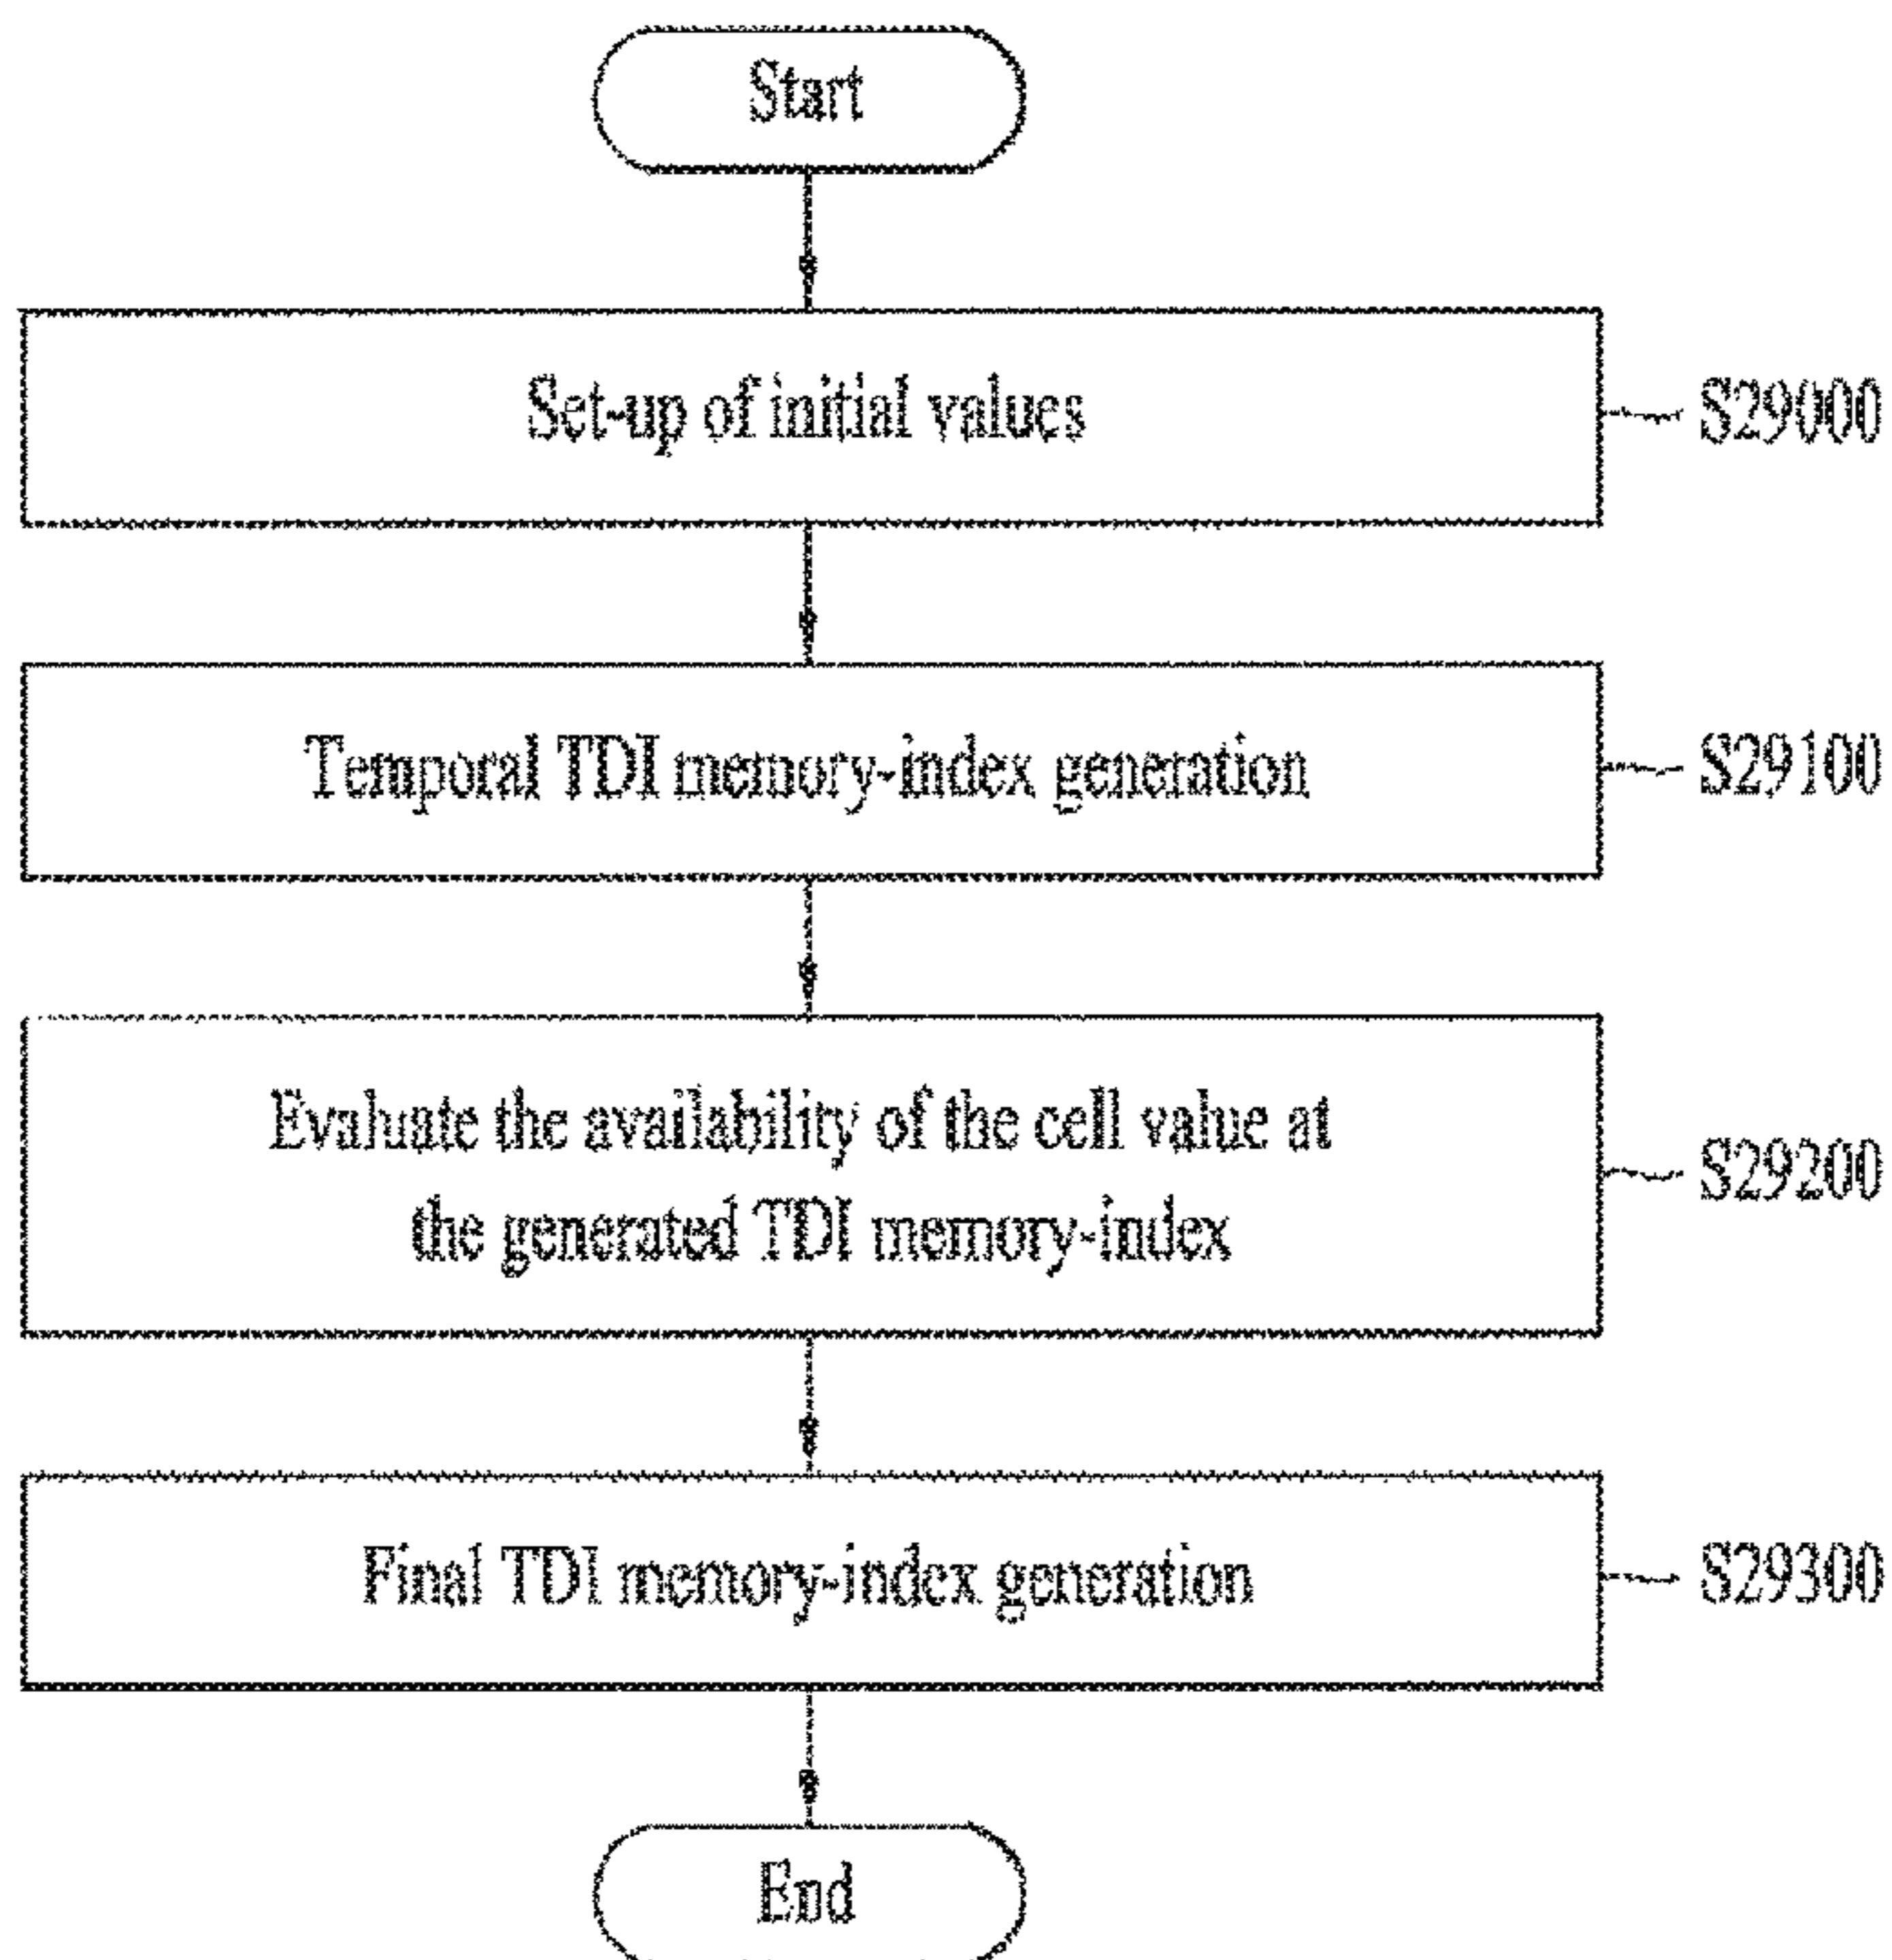 Start
Set-up of initial values
S29000
Temporal TDI memory-index generation
S29100
Evaluate the availability of the cell value at
the generated TDI memory-index
S29200
Final TDI memory-index generation
S29300
End